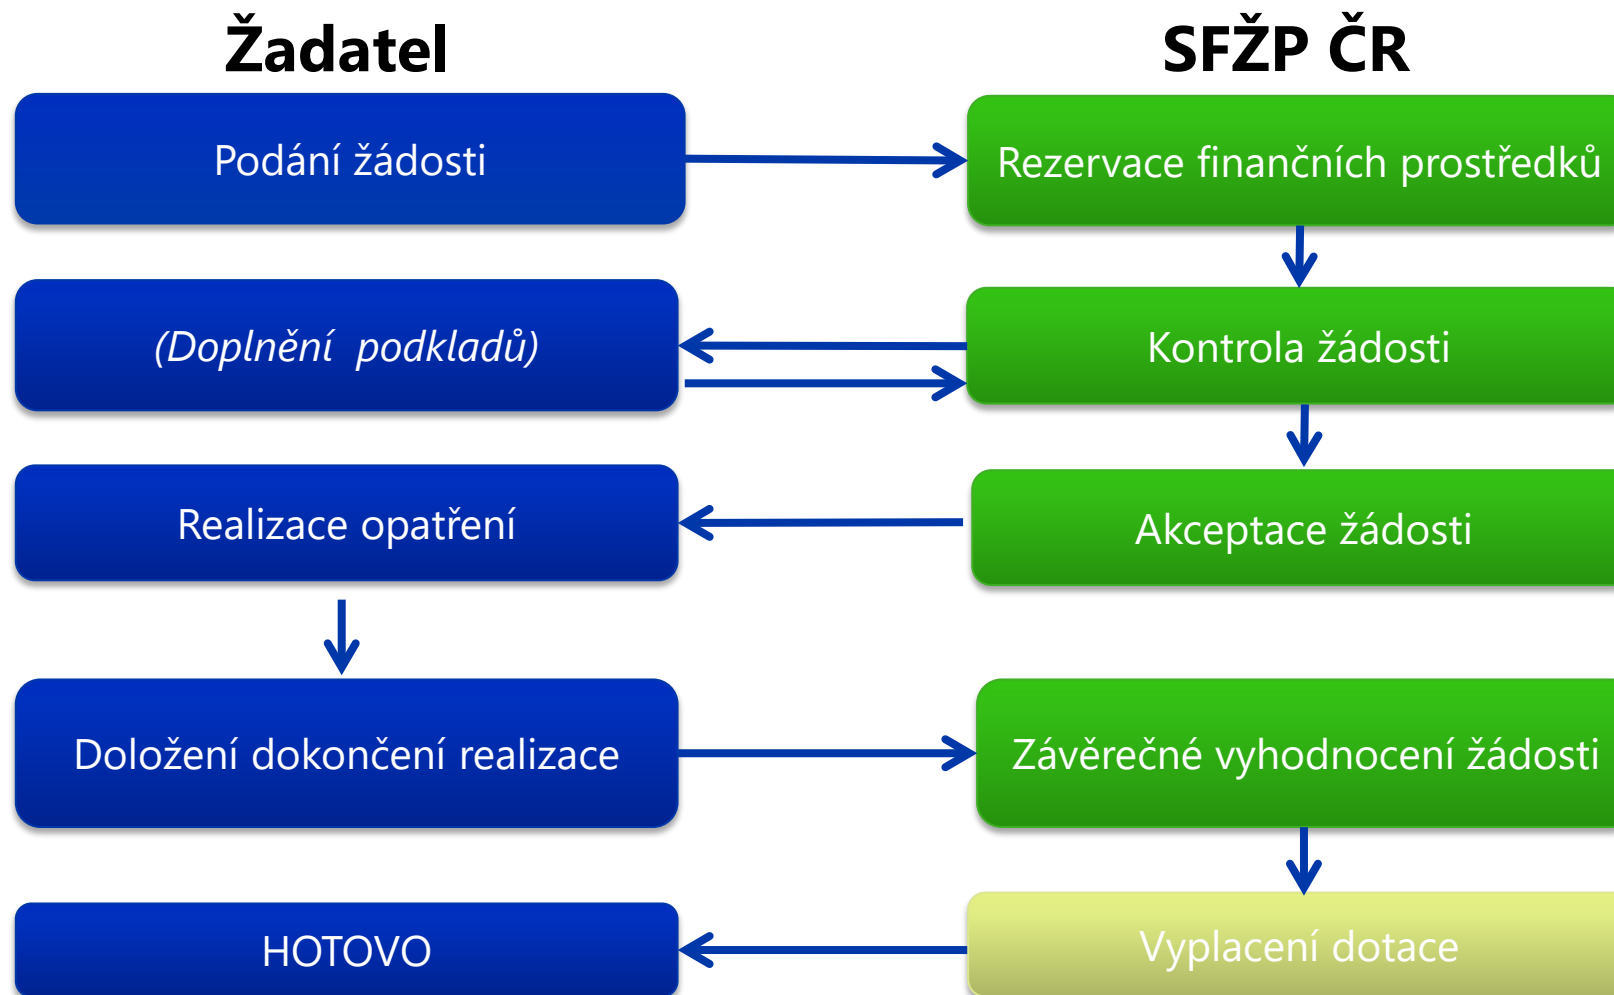 Žadatel
SFŽP ČR
Podání žádosti
Rezervace finančních prostředků
(Doplnění podkladů)
Kontrola žádosti
Realizace opatření
Akceptace žádosti
Doložení dokončení realizace
Závěrečné vyhodnocení žádosti
HOTOVO
Vyplacení dotace